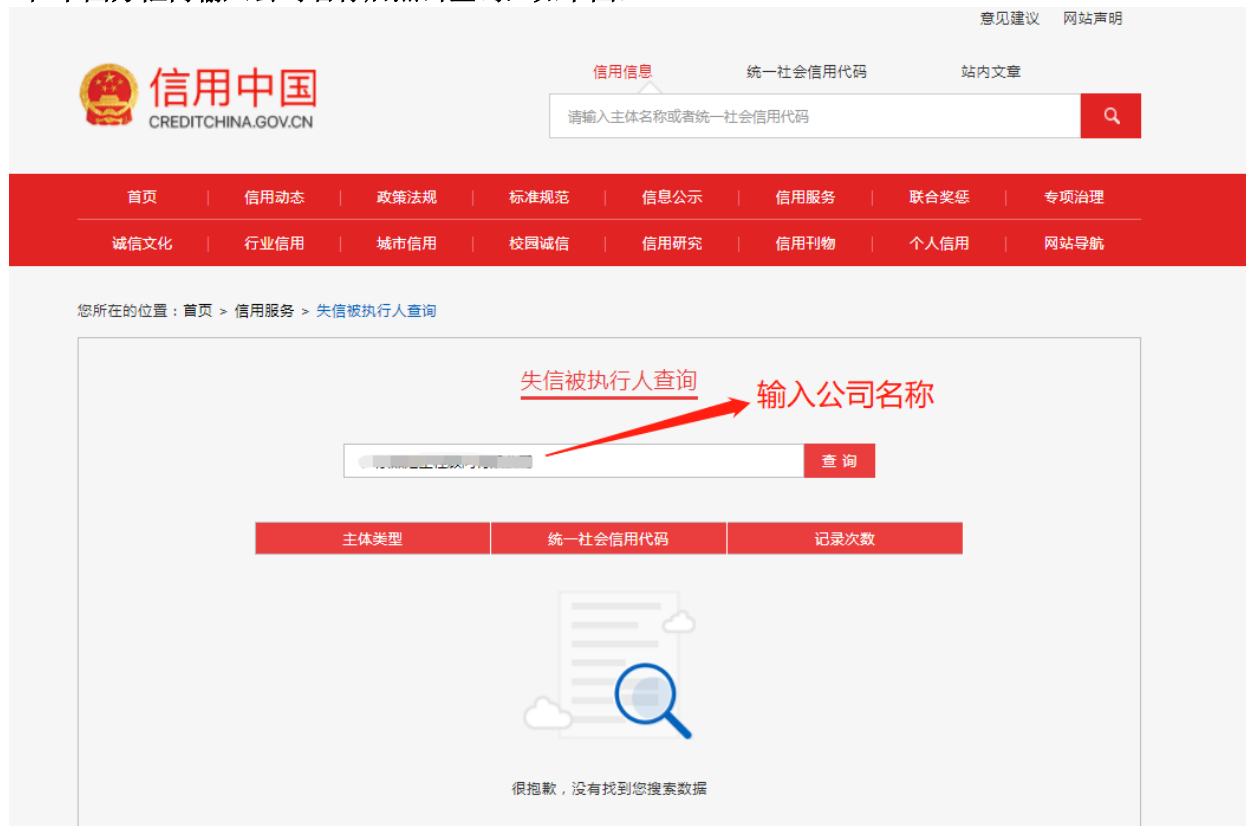 意见建议 网站声明
信用信息 统一社会信用代码 站内文章
信用中国
CREDITCHINA.GOV.CN
请输入主体名称或者统一社会信用代码
首页 信用动态 政策法规 标准规范 信息公示 信用服务 联合奖惩 专项治理
诚信文化 行业信用 城市信用 校园诚信 信用研究 信用刊物 个人信用 网站导航
您所在的位置：首页 > 信用服务 > 失信被执行人查询
失信被执行人查询
输入公司名称
查 询
主体类型 统一社会信用代码 记录次数
很抱歉，没有找到您搜索数据